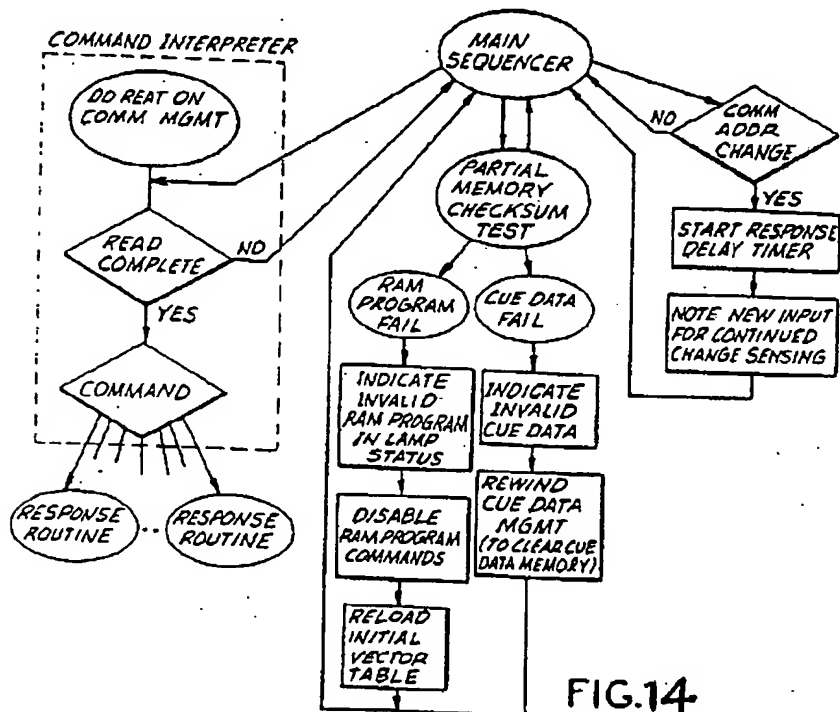 COMMAND INTERPRETER
DO REAT ON
COMM MGMT
READ
COMPLETE
NO
YES
COMMAND
RESPONSE
ROUTINE
..
RESPONSE
ROUTINE
MAIN
SEQUENCER
PARTIAL
MEMORY
CHECKSUM
TEST
RAM
PROGRAM
FAIL
INDICATE
INVALID
RAM PROGRAM
IN LAMP
STATUS
DISABLE
RAM PROGRAM
COMMANDS
RELOAD
INITIAL
VECTOR
TABLE
CUE DATA
FAIL
INDICATE
INVALID
CUE DATA
REWIND
CUE DATA
MGMT
(TO CLEAR CUE
DATA MEMORY)
NO
COMM
ADDR
CHANGE
YES
START RESPONSE
DELAY TIMER
NOTE NEW INPUT
FOR CONTINUED
CHANGE SENSING
FIG.14